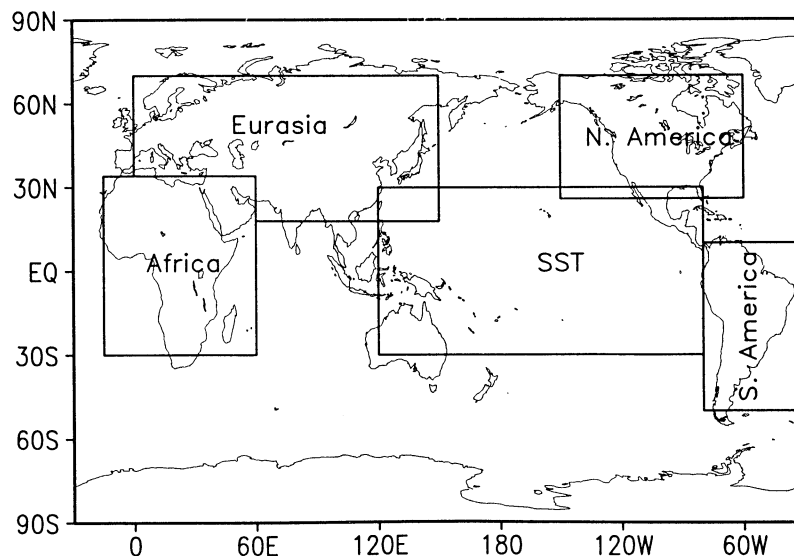 90N
60N
30N
EQ
30S
60S
90S
Eurasia
N. America
Africa
SST
S. America
0 60E 120E 180 120W 60W